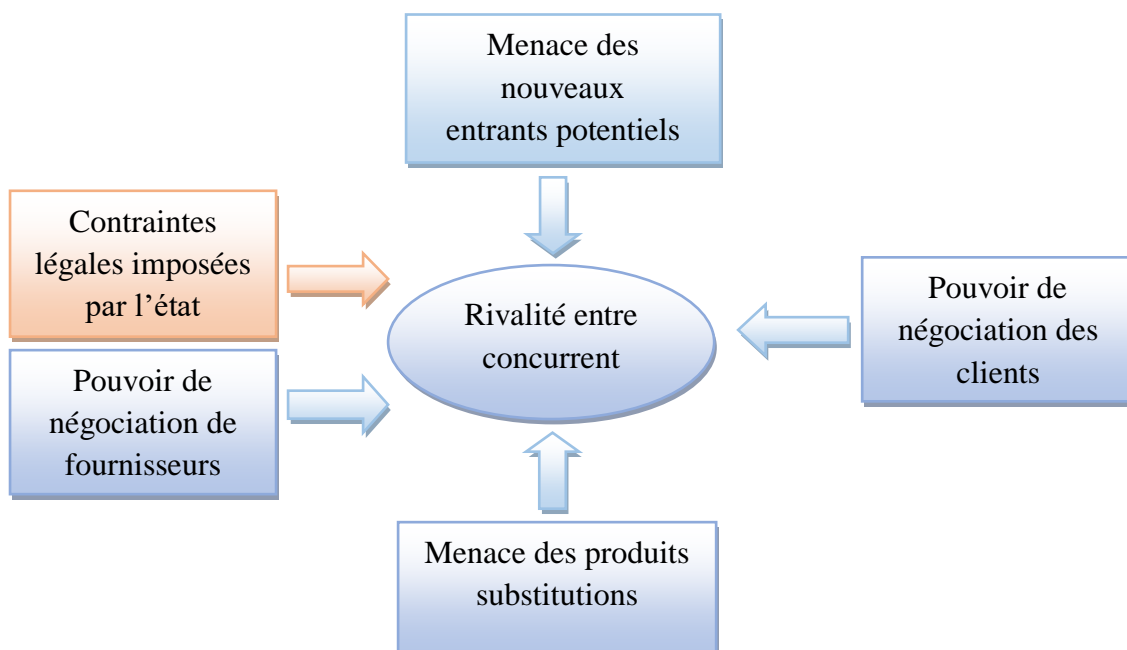 Menace des
nouveaux
entrants potentiels
Contraintes
légales imposées
par l’état
Rivalité entre
concurrent
Pouvoir de
négociation des
clients
Pouvoir de
négociation de
fournisseurs
Menace des produits
substitutions